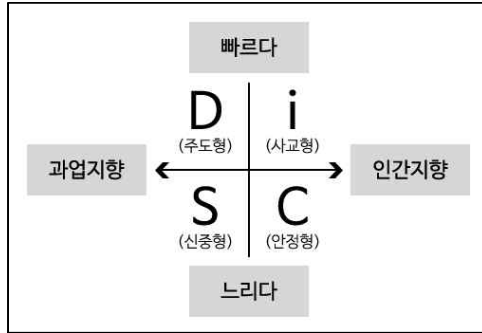 빠르다
D i
(주도형) (사교형)
과업지향 인간지향
S C
(신중형) (안정형)
느리다